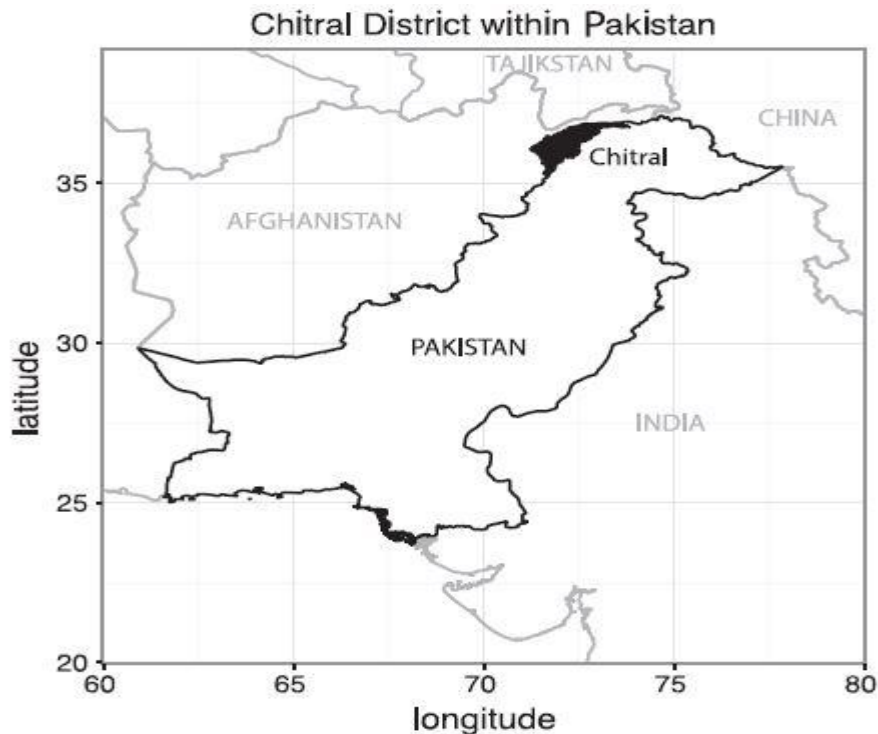 Chitral District within Pakistan
TAJIKSTAN
CHINA
Chitral
35
AFGHANISTAN
30
PAKISTAN
latitude
INDIA
25
20
60 65 70 75 80
longitude